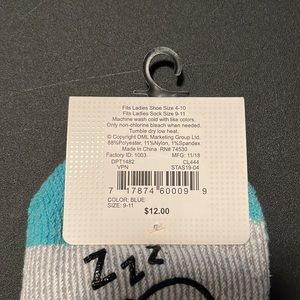 Fits Ladies Shoe Size 4-10
Fits Ladies Sock Size 9-11
Machine wash cold with like colors.
Only non-chlorine bleach when needed.
Tumble dry low heat.
© Copyright DML Marketing Group Ltd.
88%Polyester, 11%Nylon, 1%Spandex
Made in China RN# 74530
Factory ID: 1003 MFG: 11/18
DPT1482 CL444
VPN STAS19-04
7 17874 60009 9
COLOR: BLUE
SIZE: 9-11
$12.00
ZZZ